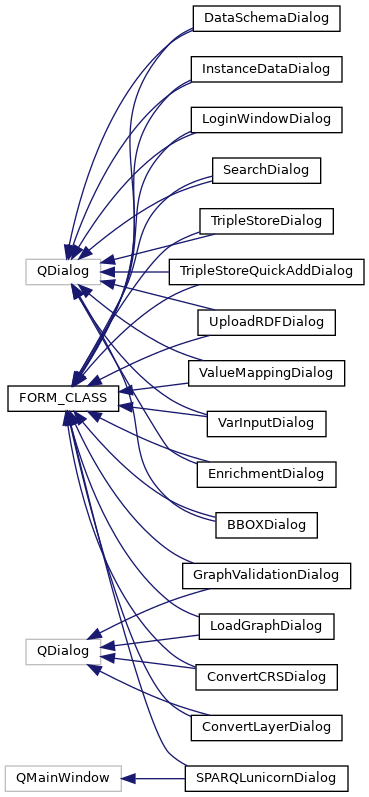 DataSchemaDialog
InstanceDataDialog
LoginWindowDialog
SearchDialog
TripleStoreDialog
QDialog
TripleStoreQuickAddDialog
UploadRDFDialog
ValueMappingDialog
FORM_CLASS
VarInputDialog
EnrichmentDialog
BBOXDialog
GraphValidationDialog
LoadGraphDialog
QDialog
ConvertCRSDialog
ConvertLayerDialog
QMainWindow
SPARQLunicornDialog